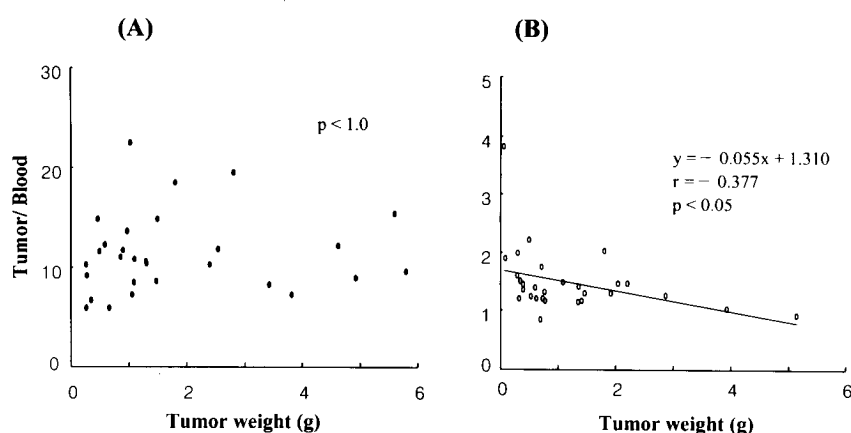 (A)
30
20
10
0
Tumor/ Blood
p < 1.0
0 2 4 6
Tumor weight (g)
(B)
5
4
3
2
1
0
y = − 0.055x + 1.310
r = − 0.377
p < 0.05
0 2 4 6
Tumor weight (g)